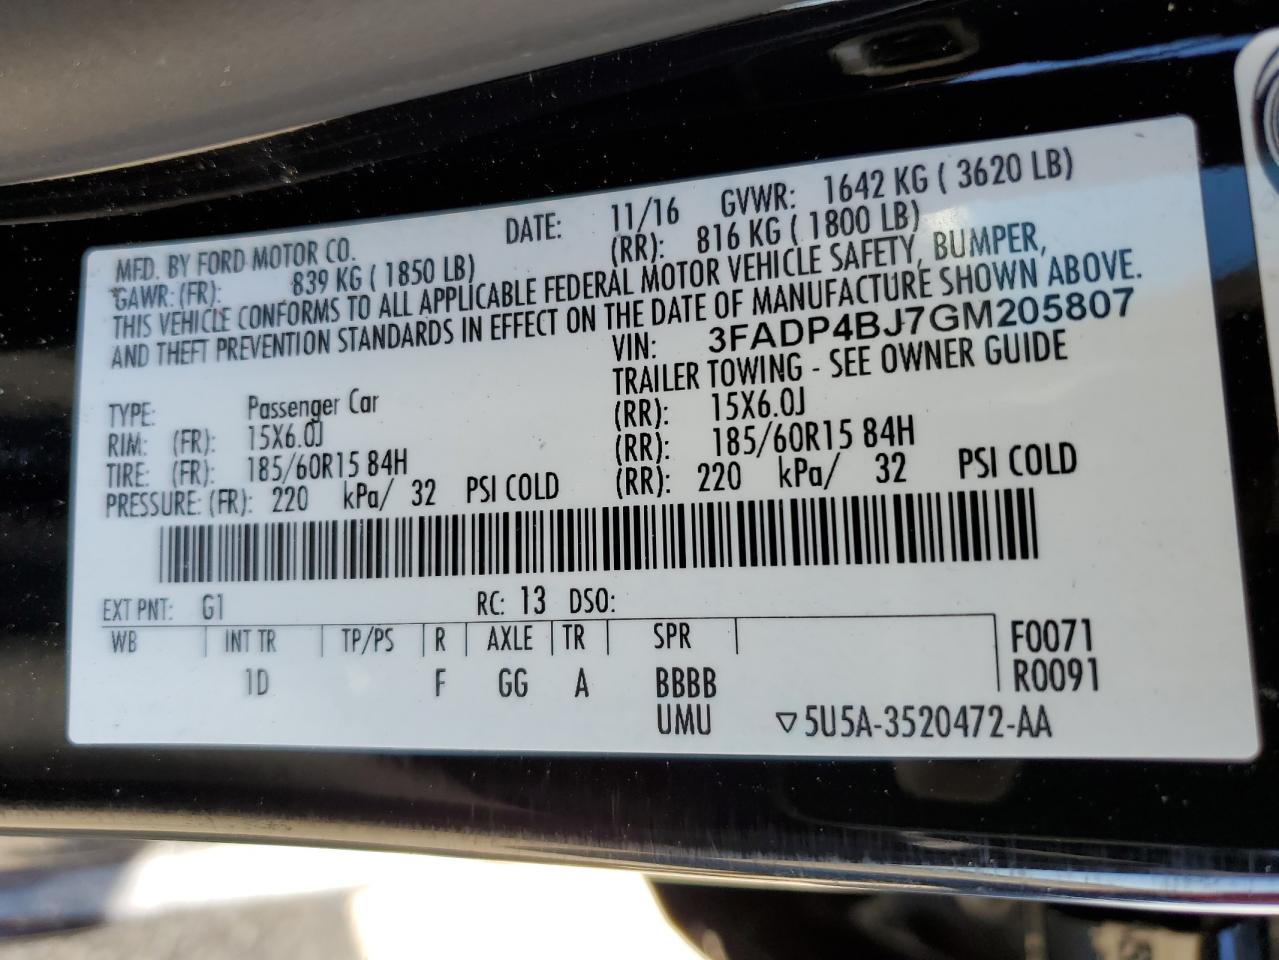 MFD. BY FORD MOTOR CO. DATE: 11/16 GVWR: 1642 KG ( 3620 LB)
GAWR: (FR): 839 KG ( 1850 LB) (RR): 816 KG ( 1800 LB)
THIS VEHICLE CONFORMS TO ALL APPLICABLE FEDERAL MOTOR VEHICLE SAFETY, BUMPER,
AND THEFT PREVENTION STANDARDS IN EFFECT ON THE DATE OF MANUFACTURE SHOWN ABOVE.
VIN: 3FADP4BJ7GM205807
TYPE: Passenger Car TRAILER TOWING - SEE OWNER GUIDE
RIM: (FR): 15X6.0J (RR): 15X6.0J
TIRE: (FR): 185/60R15 84H (RR): 185/60R15 84H
PRESSURE: (FR): 220 kPa/ 32 PSI COLD (RR): 220 kPa/ 32 PSI COLD
EXT PNT: G1 RC: 13 DSO:
WB INT TR TP/PS R AXLE TR SPR F0071
1D F GG A BBBB R0091
UMU ▽5U5A-3520472-AA